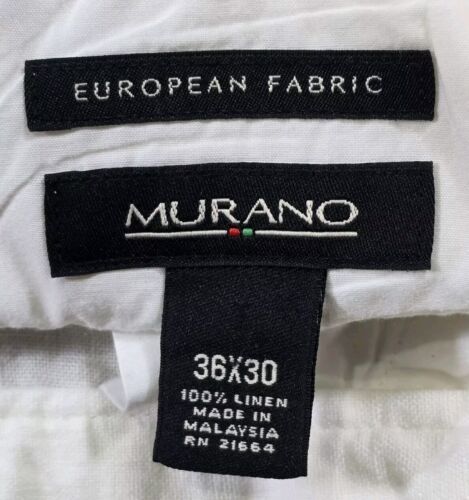 EUROPEAN FABRIC
MURANO
36X30
100% LINEN
MADE IN
MALAYSIA
RN 21664